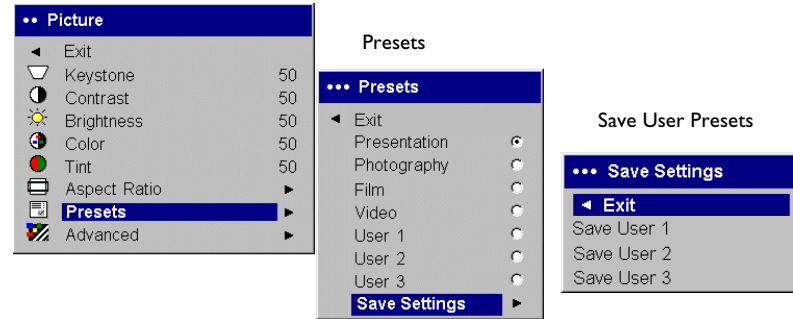 •• Picture
Exit
Keystone 50
Contrast 50
Brightness 50
Color 50
Tint 50
Aspect Ratio
Presets
Advanced
Presets
••• Presets
Exit
Presentation
Photography
Film
Video
User 1
User 2
User 3
Save Settings
Save User Presets
••• Save Settings
Exit
Save User 1
Save User 2
Save User 3